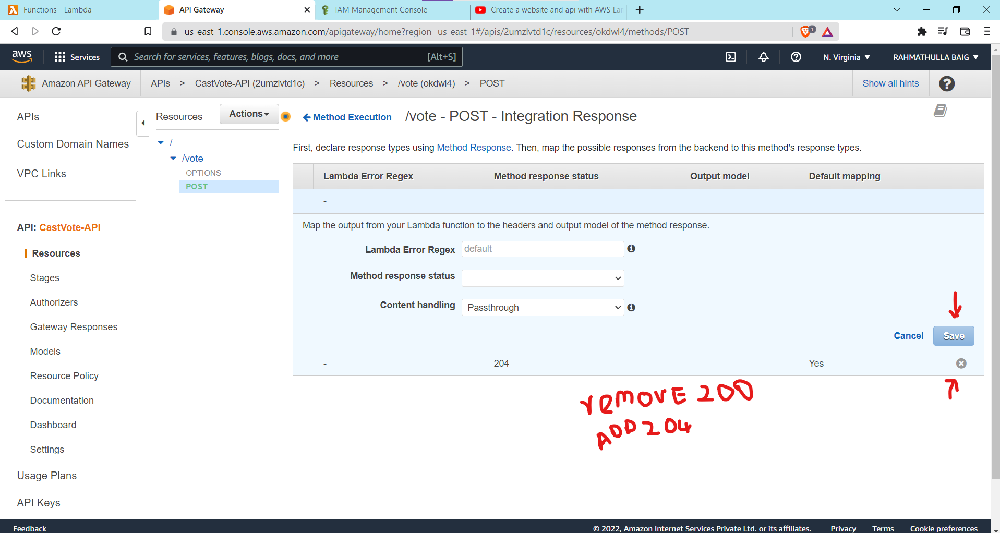 Functions - Lambda
API Gateway
IAM Management Console
Create a website and api with AWS La
us-east-1.console.aws.amazon.com/apigateway/home?region=us-east-1#/apis/2umzlvtd1c/resources/okdwl4/methods/POST
1
aws
Services
Search for services, features, blogs, docs, and more
[Alt+S]
N. Virginia
RAHMATHULLA BAIG
Amazon API Gateway
APIs > CastVote-API (2umzlvtd1c) > Resources > /vote (okdwl4) > POST
Show all hints
APIs
Custom Domain Names
VPC Links
API: CastVote-API
Resources
Stages
Authorizers
Gateway Responses
Models
Resource Policy
Documentation
Dashboard
Settings
Usage Plans
API Keys
Resources
Actions
/
/vote
OPTIONS
POST
Method Execution
/vote - POST - Integration Response
First, declare response types using Method Response. Then, map the possible responses from the backend to this method's response types.
Lambda Error Regex Method response status Output model Default mapping
-
Map the output from your Lambda function to the headers and output model of the method response.
Lambda Error Regex default
Method response status
Content handling Passthrough
Cancel Save
- 204 Yes
remove 200
ADD 204
Feedback
© 2022, Amazon Internet Services Private Ltd. or its affiliates. Privacy Terms Cookie preferences